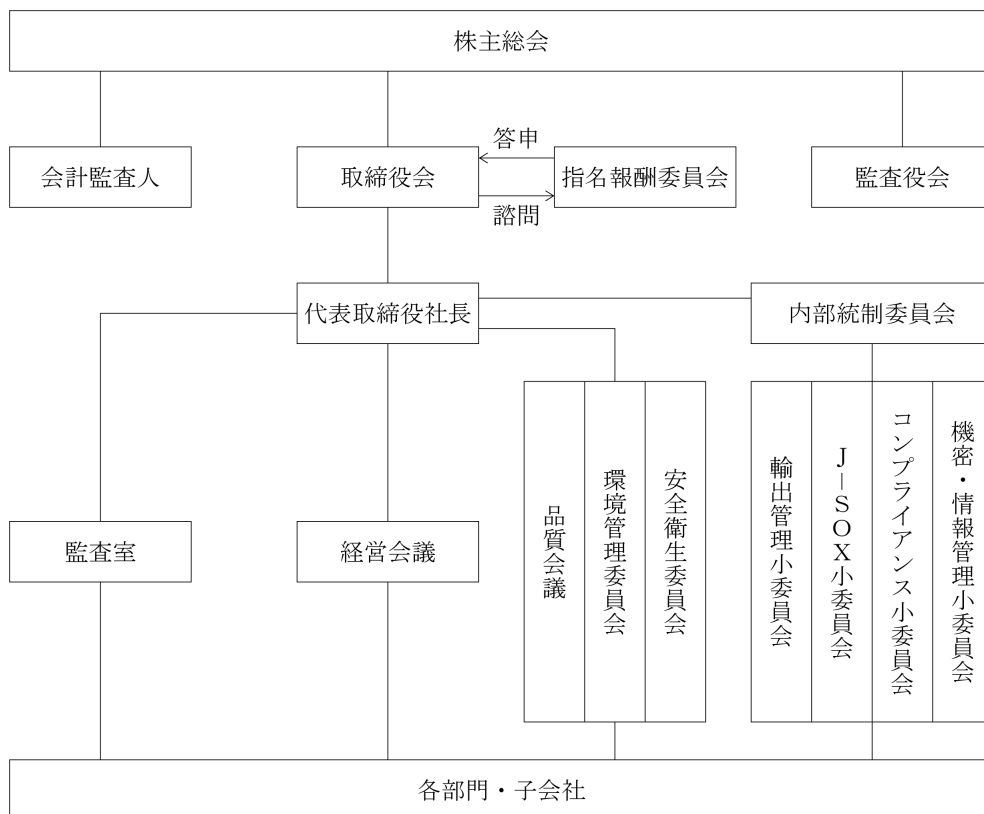 株主総会
答申
会計監査人
取締役会
指名報酬委員会
監査役会
諮問
代表取締役社長
内部統制委員会
監査室
経営会議
品質会議
環境管理委員会
安全衛生委員会
輸出管理小委員会
J－SOX小委員会
コンプライアンス小委員会
機密・情報管理小委員会
各部門・子会社